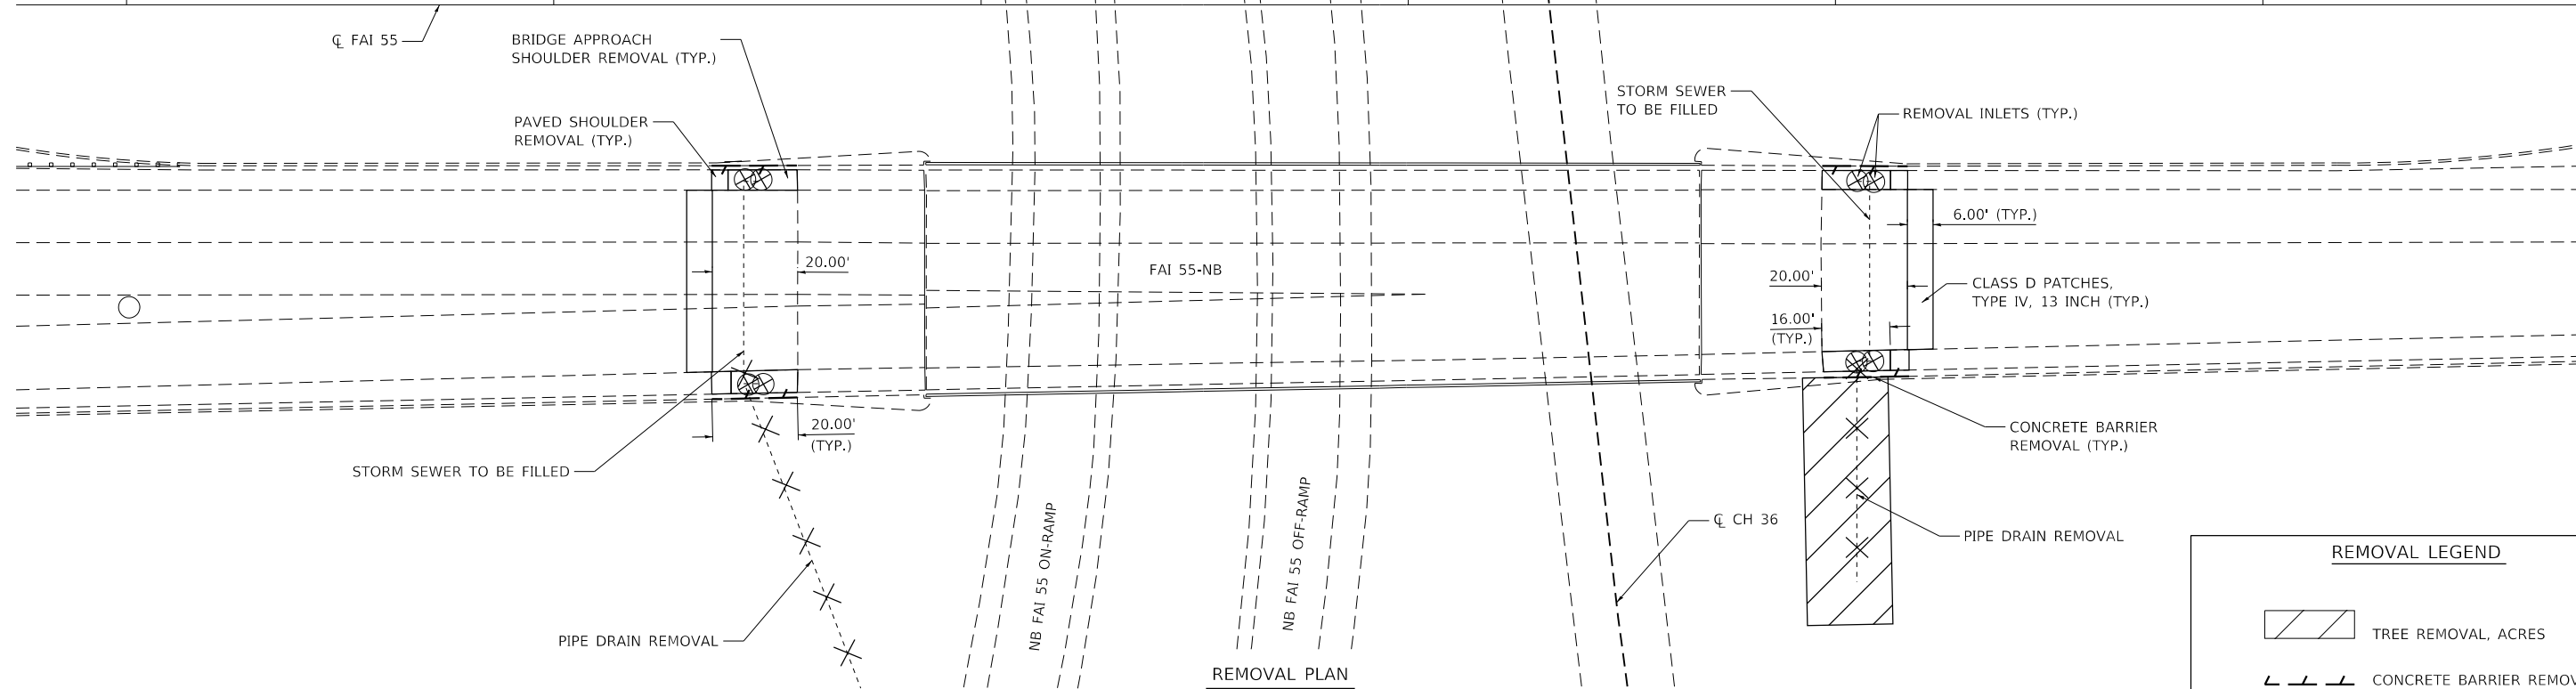 ℄ FAI 55
BRIDGE APPROACH
SHOULDER REMOVAL (TYP.)
PAVED SHOULDER
REMOVAL (TYP.)
STORM SEWER
TO BE FILLED
REMOVAL INLETS (TYP.)
6.00' (TYP.)
20.00'
FAI 55-NB
20.00'
CLASS D PATCHES,
TYPE IV, 13 INCH (TYP.)
16.00'
(TYP.)
20.00'
(TYP.)
CONCRETE BARRIER
REMOVAL (TYP.)
STORM SEWER TO BE FILLED
NB FAI 55 ON-RAMP
NB FAI 55 OFF-RAMP
℄ CH 36
PIPE DRAIN REMOVAL
PIPE DRAIN REMOVAL
REMOVAL PLAN
REMOVAL LEGEND
TREE REMOVAL, ACRES
CONCRETE BARRIER REMOV